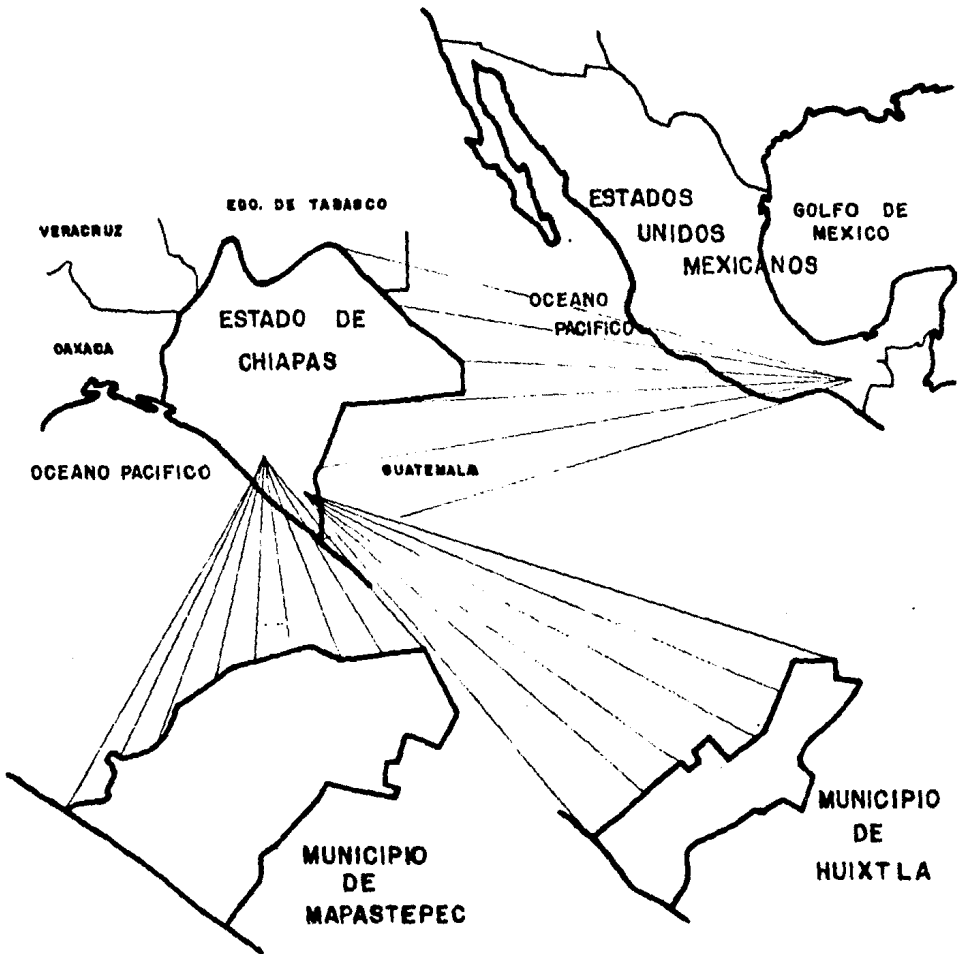 ESTADOS
UNIDOS
MEXICANOS
GOLFO DE
MEXICO
OCEANO
PACIFICO
EDO. DE TABASCO
VERACRUZ
ESTADO DE
CHIAPAS
OAXACA
OCEANO PACIFICO
GUATEMALA
MUNICIPIO
DE
MAPASTEPEC
MUNICIPIO
DE
HUIXTLA